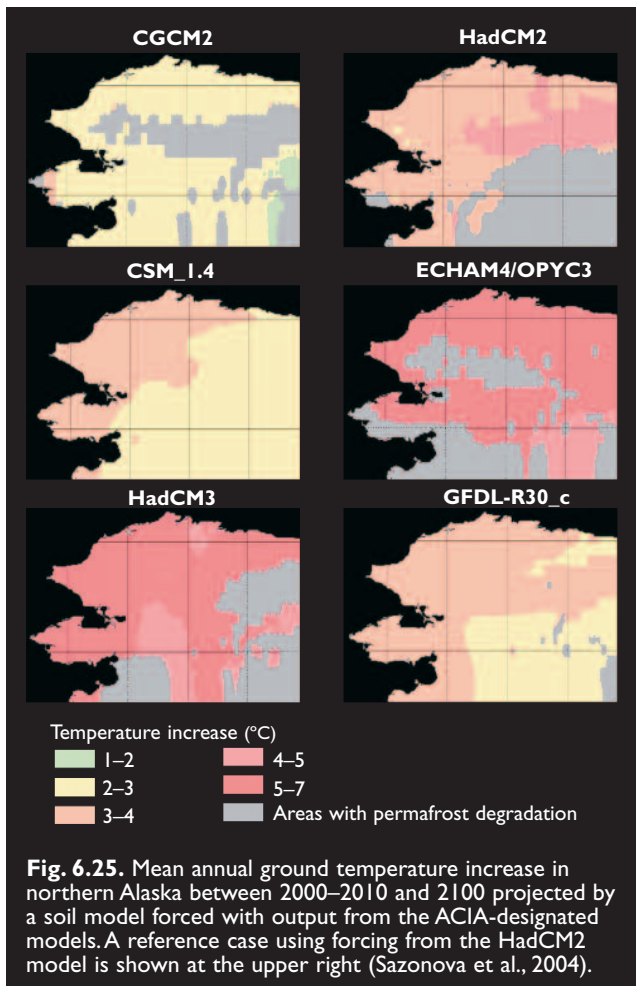 CGCM2
HadCM2
CSM_1.4
ECHAM4/OPYC3
HadCM3
GFDL-R30_c
Temperature increase (°C)
1–2
2–3
3–4
4–5
5–7
Areas with permafrost degradation
Fig. 6.25. Mean annual ground temperature increase in
northern Alaska between 2000–2010 and 2100 projected by
a soil model forced with output from the ACIA-designated
models. A reference case using forcing from the HadCM2
model is shown at the upper right (Sazonova et al., 2004).